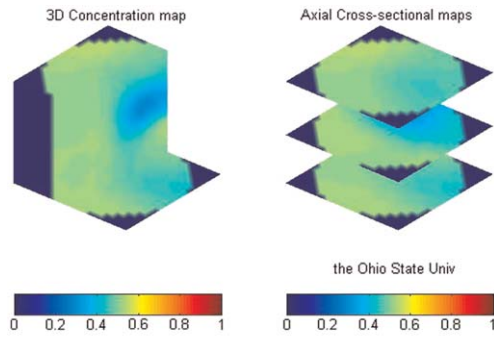 3D Concentration map
Axial Cross-sectional maps
the Ohio State Univ
0 0.2 0.4 0.6 0.8 1
0 0.2 0.4 0.6 0.8 1